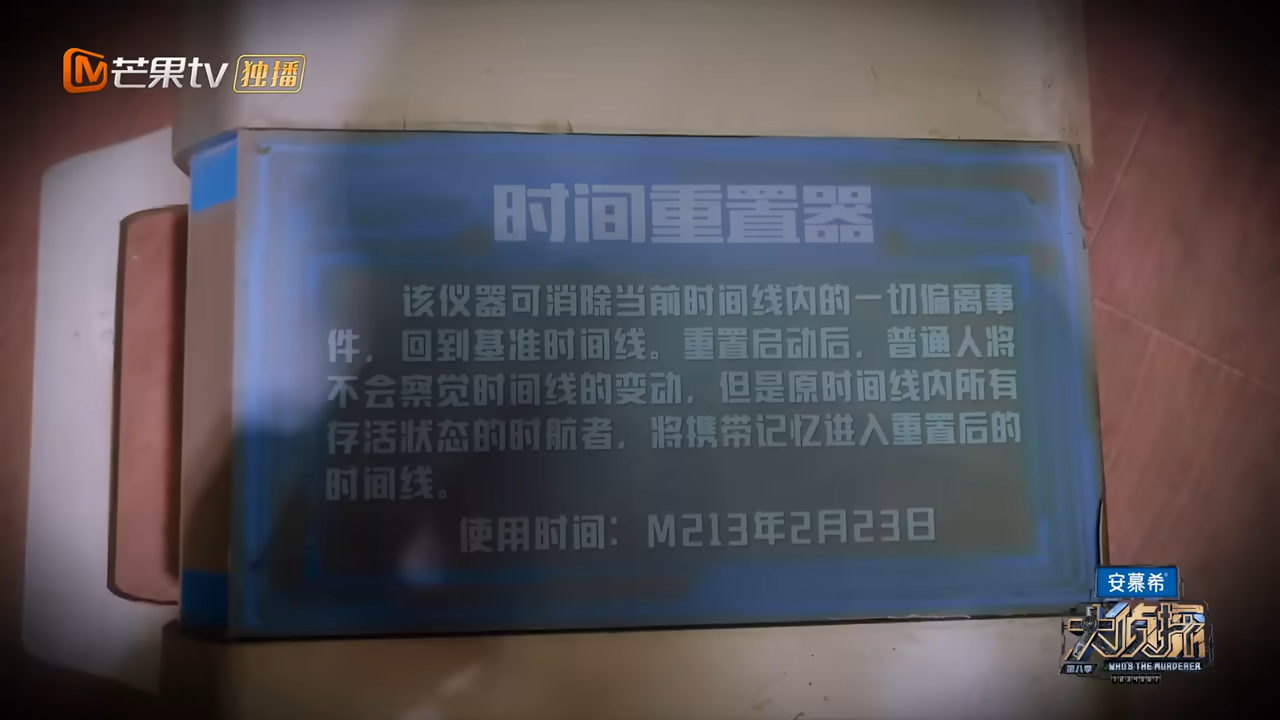 芒果tv 独播
时间重置器
该仪器可消除当前时间线内的一切偏离事
件，回到基准时间线。重置启动后，普通人将
不会察觉时间线的变动，但是原时间线内所有
存活状态的时航者，将携带记忆进入重置后的
时间线。
使用时间：M213年2月23日
安慕希
大侦探
第八季 WHO'S THE MURDERER